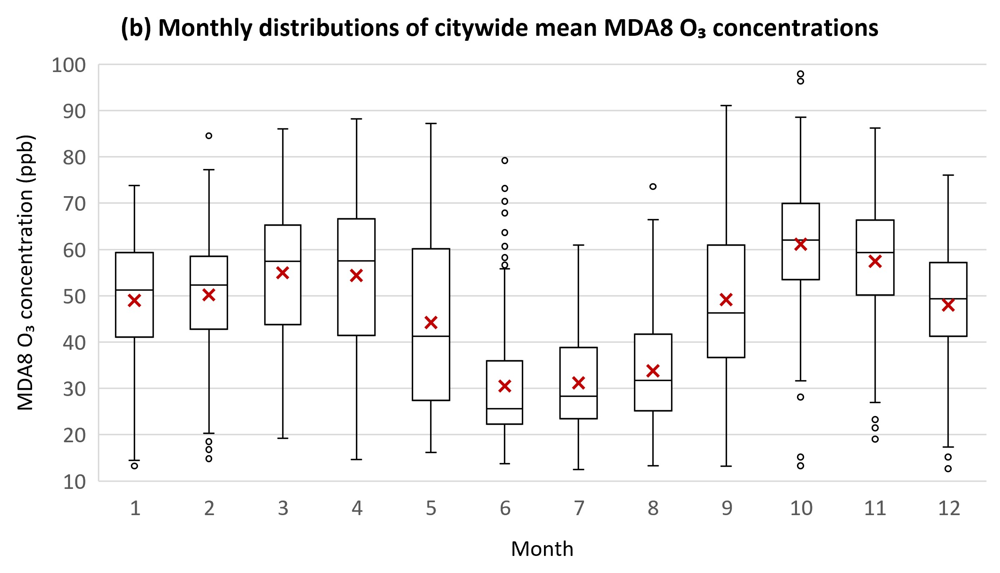 (b) Monthly distributions of citywide mean MDA8 O₃ concentrations
MDA8 O₃ concentration (ppb)
100
90
80
70
60
50
40
30
20
10
1 2 3 4 5 6 7 8 9 10 11 12
Month